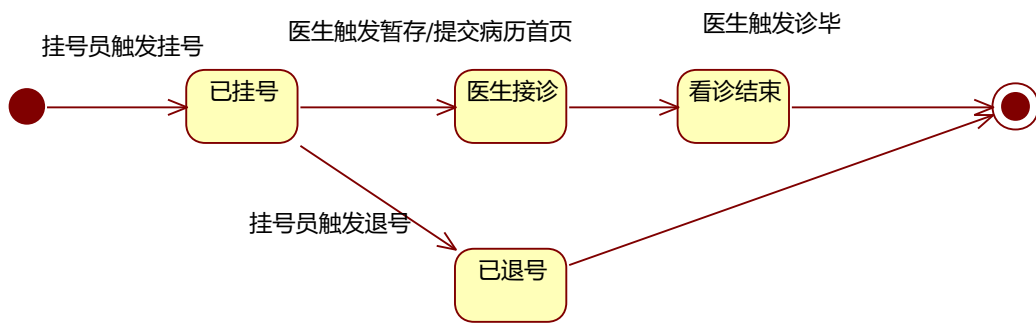 医生触发诊毕
医生触发暂存/提交病历首页
挂号员触发挂号
已挂号
医生接诊
看诊结束
挂号员触发退号
已退号